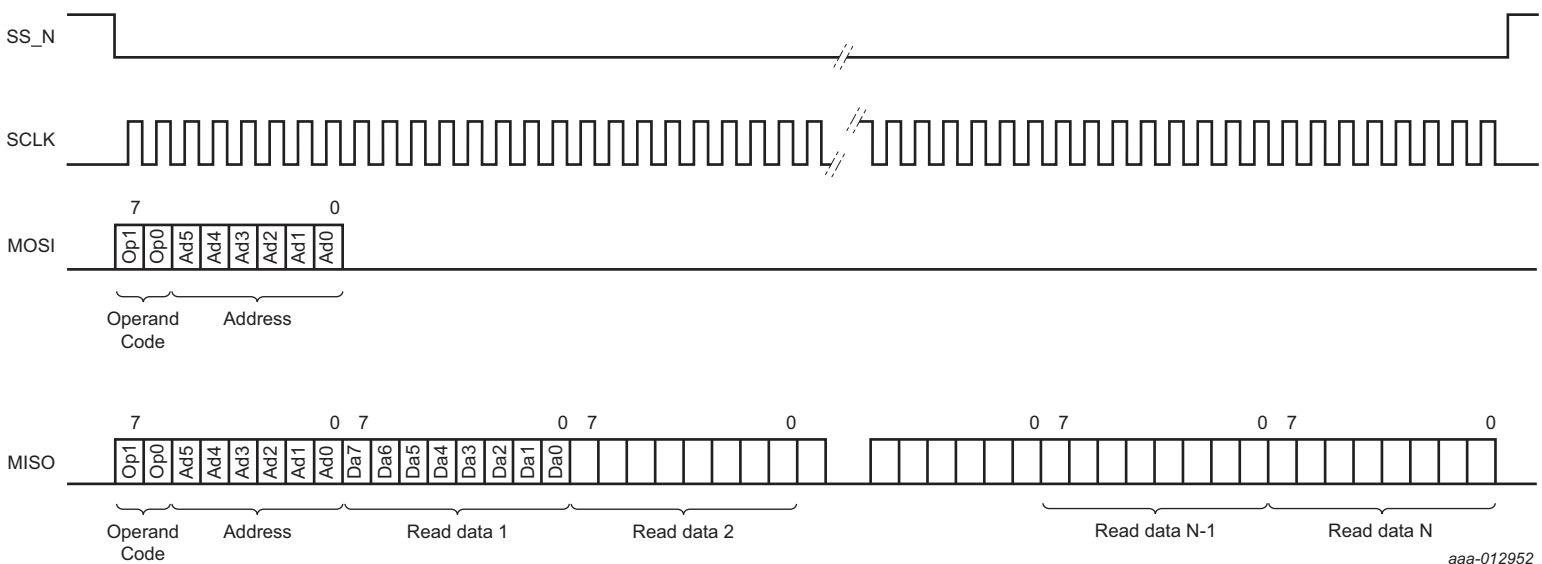 SS_N
SCLK
7 0
MOSI Op1 Op0 Ad5 Ad4 Ad3 Ad2 Ad1 Ad0
Operand Address
Code
7 0 7 0 7 0 0 7 0 7 0
MISO Op1 Op0 Ad5 Ad4 Ad3 Ad2 Ad1 Ad0 Da7 Da6 Da5 Da4 Da3 Da2 Da1 Da0
Operand Address Read data 1 Read data 2 Read data N-1 Read data N
Code
aaa-012952